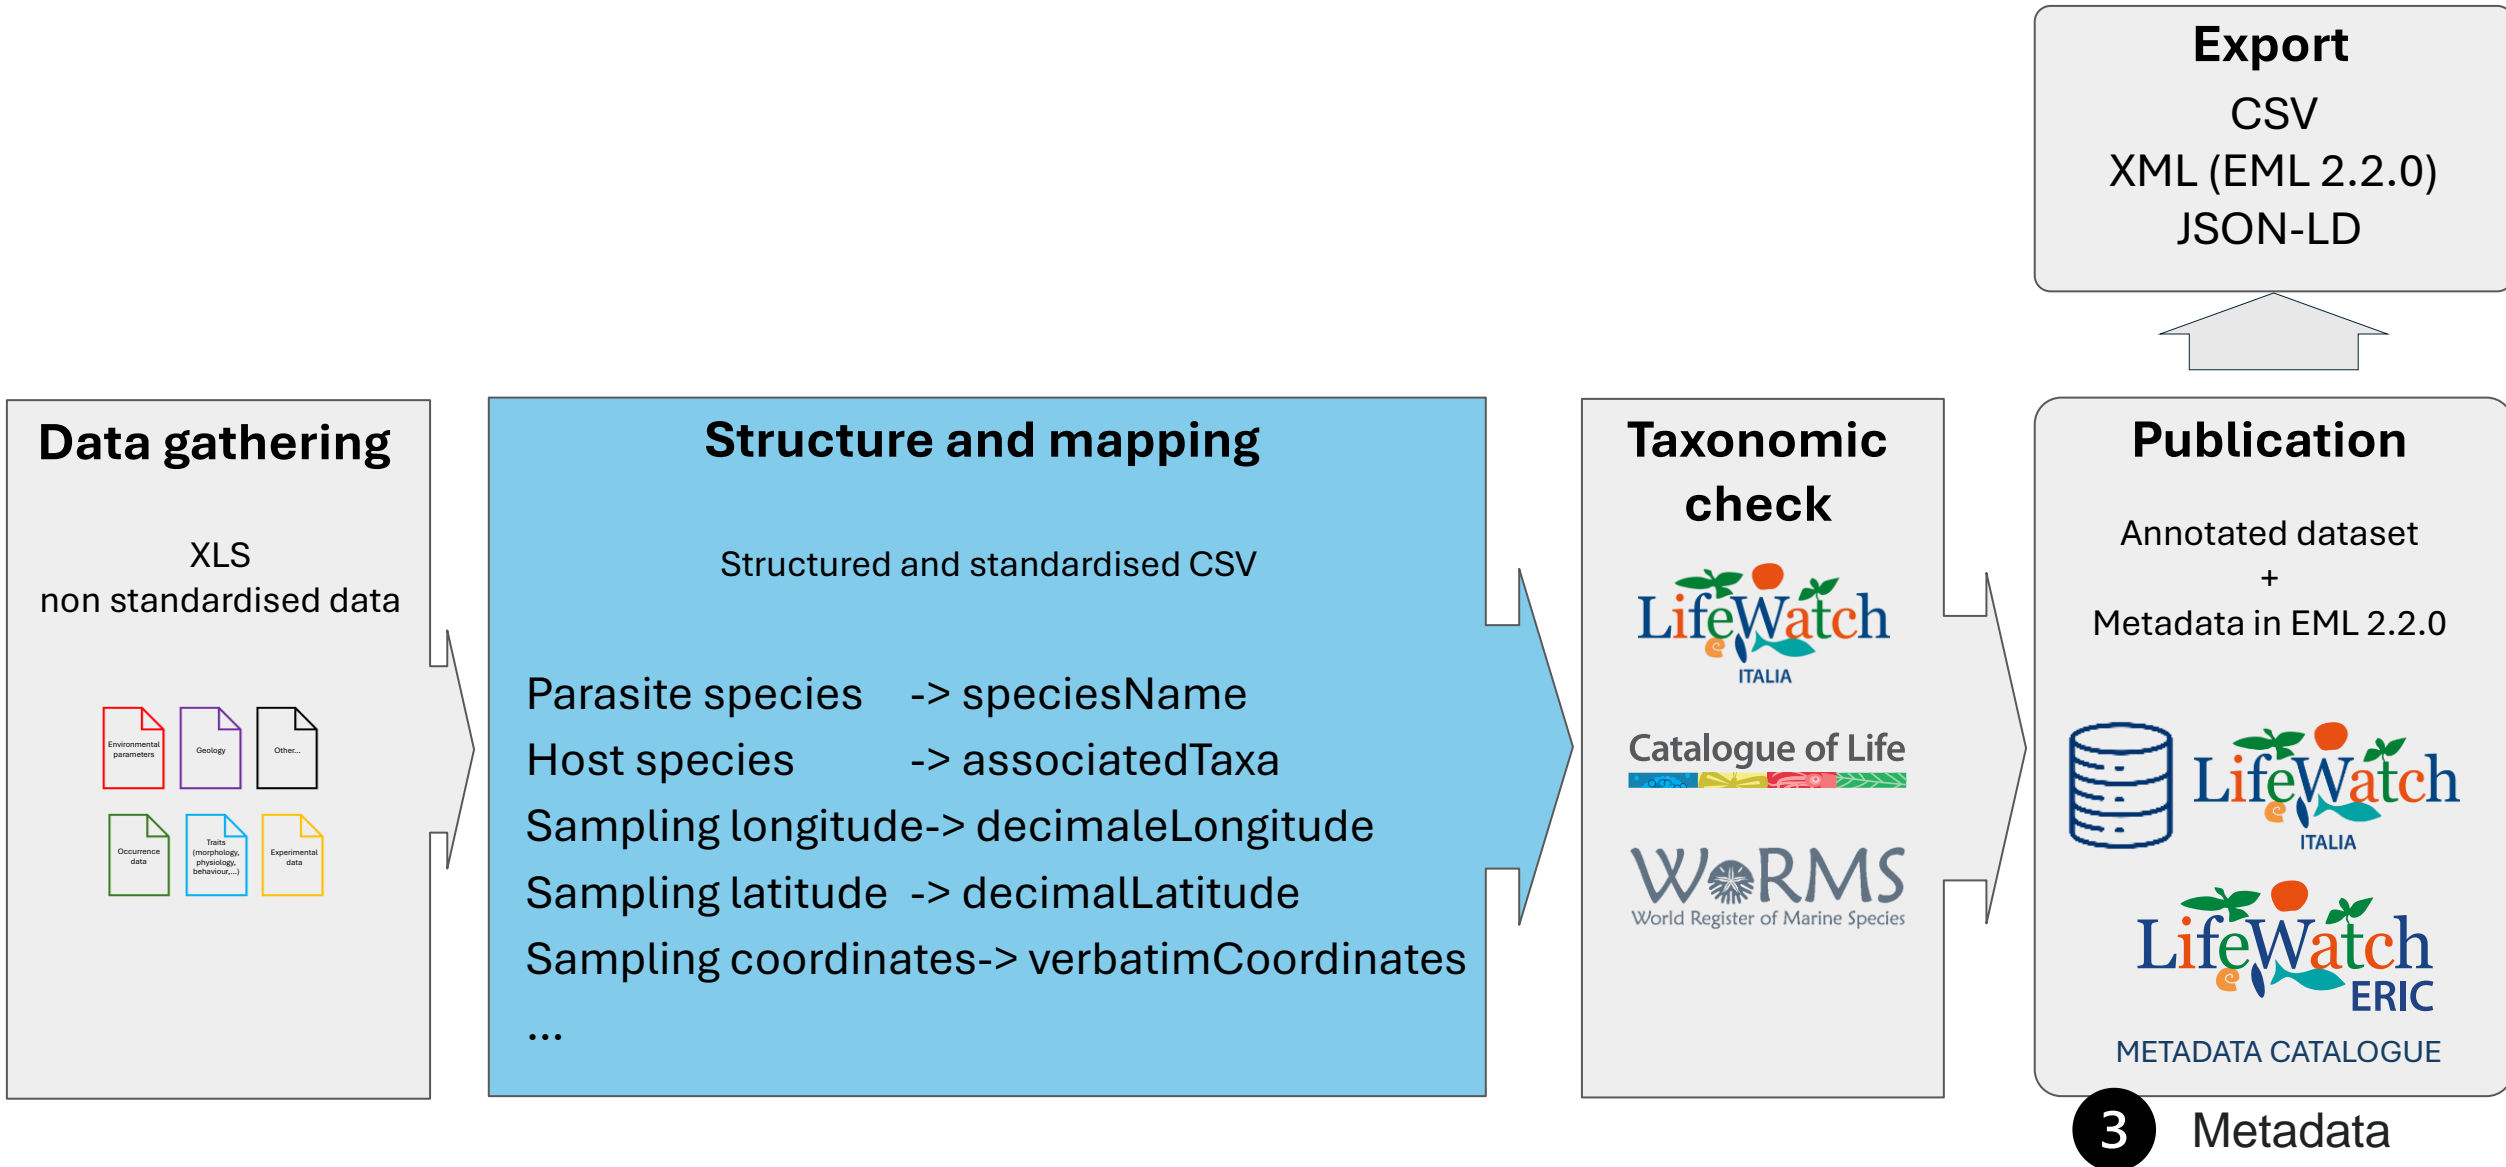 Export
CSV
XML (EML 2.2.0)
JSON-LD
Data gathering
XLS
non standardised data
Environmental
parameters
Geology
Other...
Occurrence
data
Traits
(morphology,
physiology,
behaviour,...)
Experimental
data
Structure and mapping
Structured and standardised CSV
Parasite species -> speciesName
Host species -> associatedTaxa
Sampling longitude-> decimaleLongitude
Sampling latitude -> decimalLatitude
Sampling coordinates-> verbatimCoordinates
...
Taxonomic
check
LifeWatch
ITALIA
Catalogue of Life
WoRMS
World Register of Marine Species
Publication
Annotated dataset
+
Metadata in EML 2.2.0
LifeWatch
ITALIA
LifeWatch
ERIC
METADATA CATALOGUE
3 Metadata